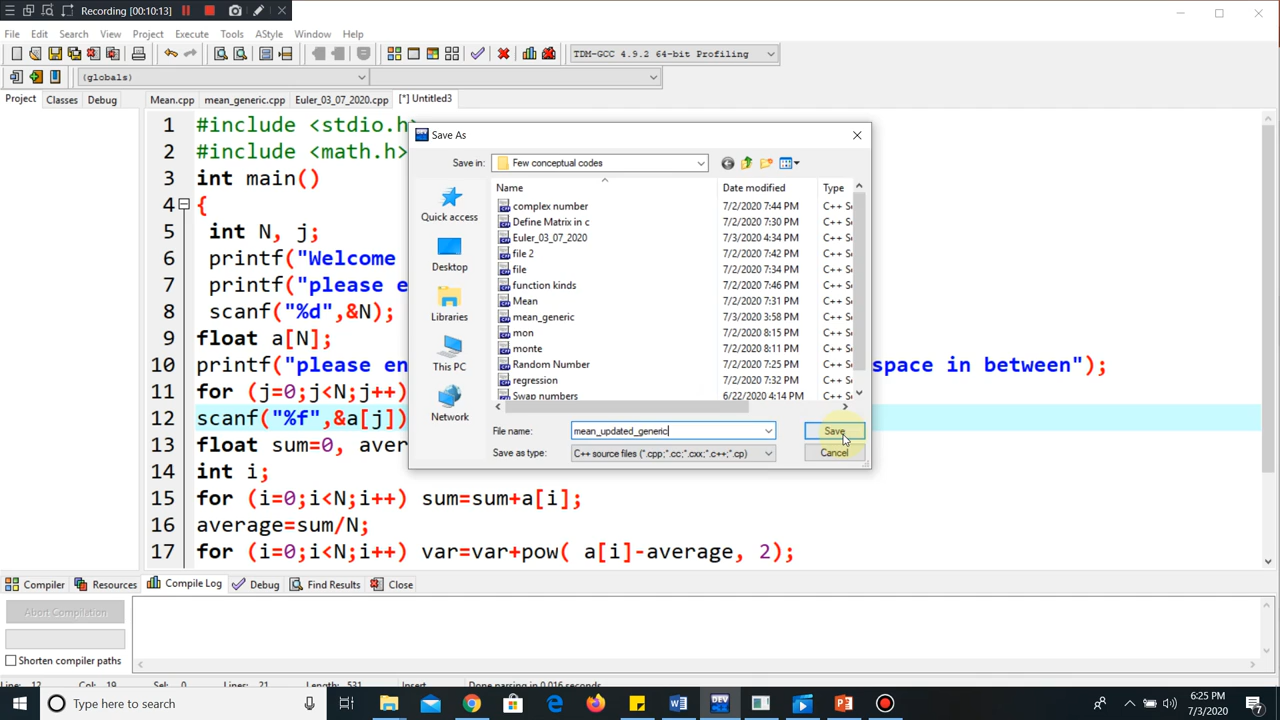 Recording 00:10:13
File Edit Search View Project Execute Tools AStyle Window Help
TDM-GCC 4.9.2 64-bit Profiling
(globals)
Project Classes Debug Mean.cpp mean_generic.cpp Euler_03_07_2020.cpp [*] Untitled3
1 #include <stdio.h>
2 #include <math.h>
3 int main()
4 {
5 int N, j;
6 printf("Welcome
7 printf("please e
8 scanf("%d",&N);
9 float a[N];
10 printf("please en space in between");
11 for (j=0;j<N;j++)
12 scanf("%f",&a[j])
13 float sum=0, a
14 int i;
15 for (i=0;i<N;i++) sum=sum+a[i];
16 average=sum/N;
17 for (i=0;i<N;i++) var=var+pow( a[i]-average, 2);
Save As
Save in: Few conceptual codes
Quick access
Desktop
Libraries
This PC
Network
Name Date modified Type
complex number 7/2/2020 7:44 PM C++ S
Define Matrix in c 7/2/2020 7:30 PM C++ S
Euler_03_07_2020 7/3/2020 4:34 PM C++ S
file 2 7/2/2020 7:42 PM C++ S
file 7/2/2020 7:34 PM C++ S
function kinds 7/2/2020 7:46 PM C++ S
Mean 7/2/2020 7:31 PM C++ S
mean_generic 7/3/2020 3:58 PM C++ S
mon 7/2/2020 8:15 PM C++ S
monte 7/2/2020 8:11 PM C++ S
Random Number 7/2/2020 7:25 PM C++ S
regression 7/2/2020 7:32 PM C++ S
Swap numbers 6/22/2020 4:14 PM C++ S
File name: mean_updated_generic Save
Save as type: C++ source files (*.cpp;*.cc;*.cxx;*.c++;*.cp) Cancel
Compiler Resources Compile Log Debug Find Results Close
Abort Compilation
Shorten compiler paths
Line: 12 Col: 19 Sel: 0 Lines: 21 Length: 531 Insert Done parsing in 0.016 seconds
Type here to search
6:25 PM
7/3/2020
7